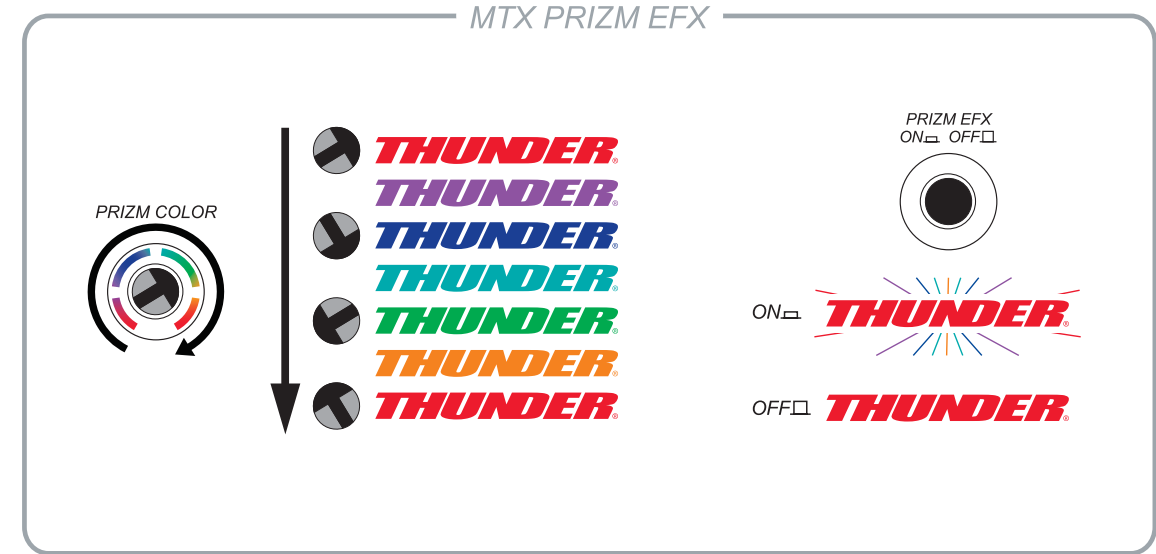 MTX PRIZM EFX
PRIZM COLOR
THUNDER®
THUNDER®
THUNDER®
THUNDER®
THUNDER®
THUNDER®
THUNDER®
PRIZM EFX
ON OFF
ON THUNDER®
OFF THUNDER®